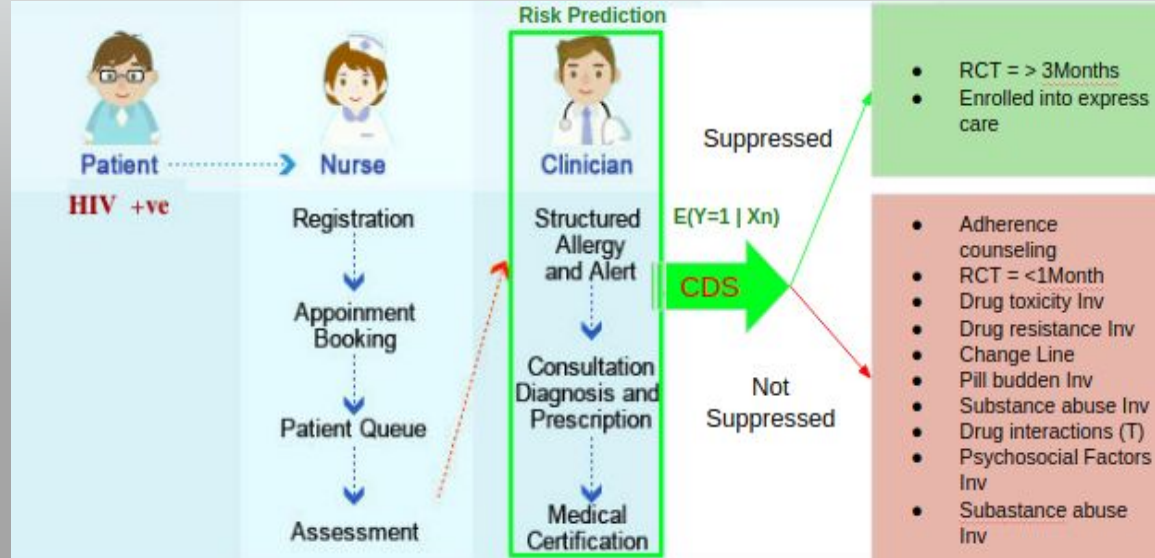 Risk Prediction
Patient
HIV +ve
Nurse
Registration
Appoinment
Booking
Patient Queue
Assessment
Clinician
Structured
Allergy
and Alert
Consultation
Diagnosis and
Prescription
Medical
Certification
E(Y=1 | Xn)
CDS
Suppressed
Not
Suppressed
• RCT = > 3Months
• Enrolled into express
care
• Adherence
counseling
• RCT = <1Month
• Drug toxicity Inv
• Drug resistance Inv
• Change Line
• Pill budden Inv
• Substance abuse Inv
• Drug interactions (T)
• Psychosocial Factors
Inv
• Subastance abuse
Inv